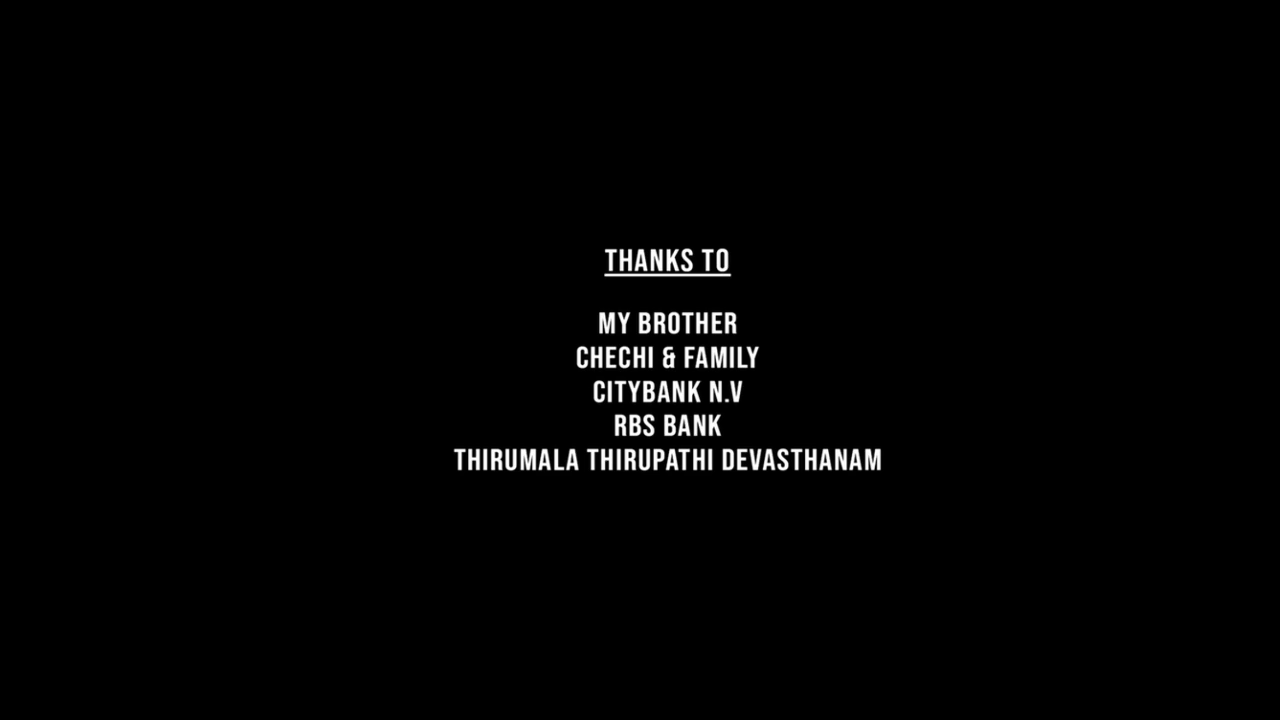 THANKS TO
MY BROTHER
CHECHI & FAMILY
CITYBANK N.V
RBS BANK
THIRUMALA THIRUPATHI DEVASTHANAM